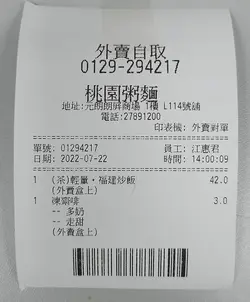 外賣自取
0129-294217
桃園粥麵
地址:元朗朗屏商場 1樓 L114號舖
電話:27891200
印表機: 外賣對單
單號: 01294217 員工: 江惠君
日期: 2022-07-22 時間: 14:00:09
1 (茶)輕量·福建炒飯 42.0
(外賣盒上)
1 凍霜啡 3.0
-- 多奶
-- 走甜
(外賣盒上)